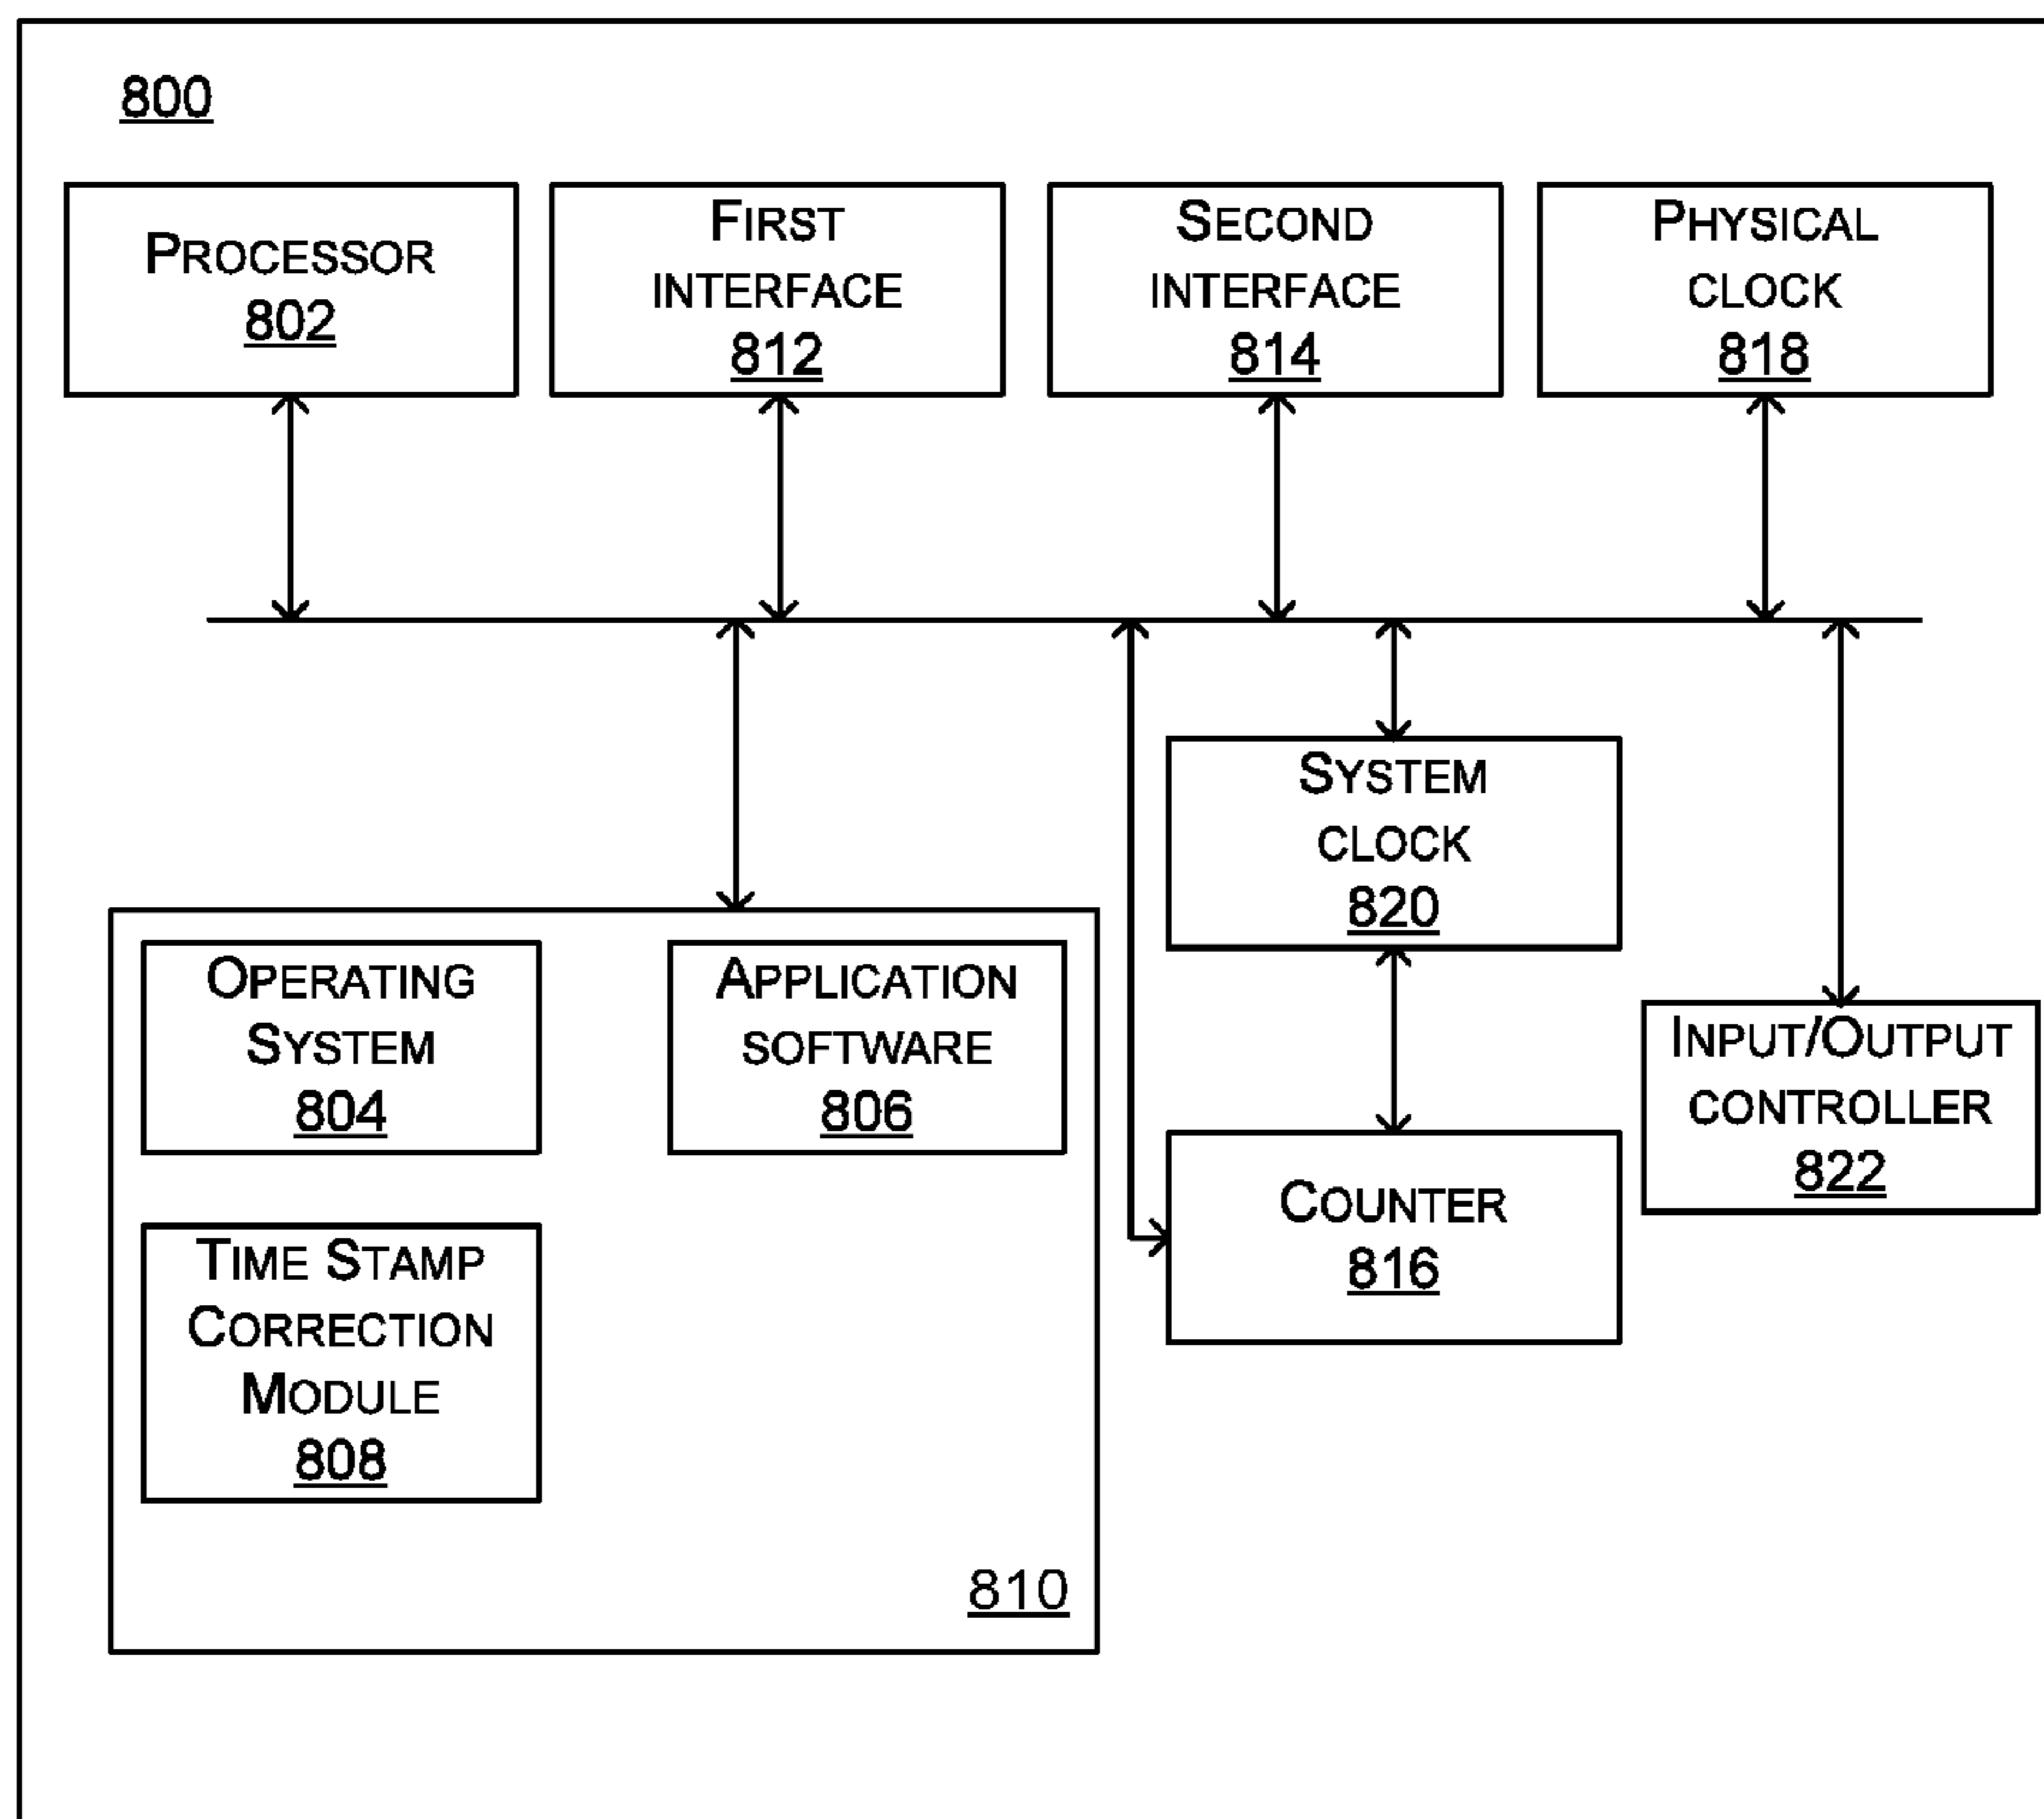 800
PROCESSOR
802
FIRST
INTERFACE
812
SECOND
INTERFACE
814
PHYSICAL
CLOCK
818
SYSTEM
CLOCK
820
OPERATING
SYSTEM
804
APPLICATION
SOFTWARE
806
INPUT/OUTPUT
CONTROLLER
822
COUNTER
816
TIME STAMP
CORRECTION
MODULE
808
810